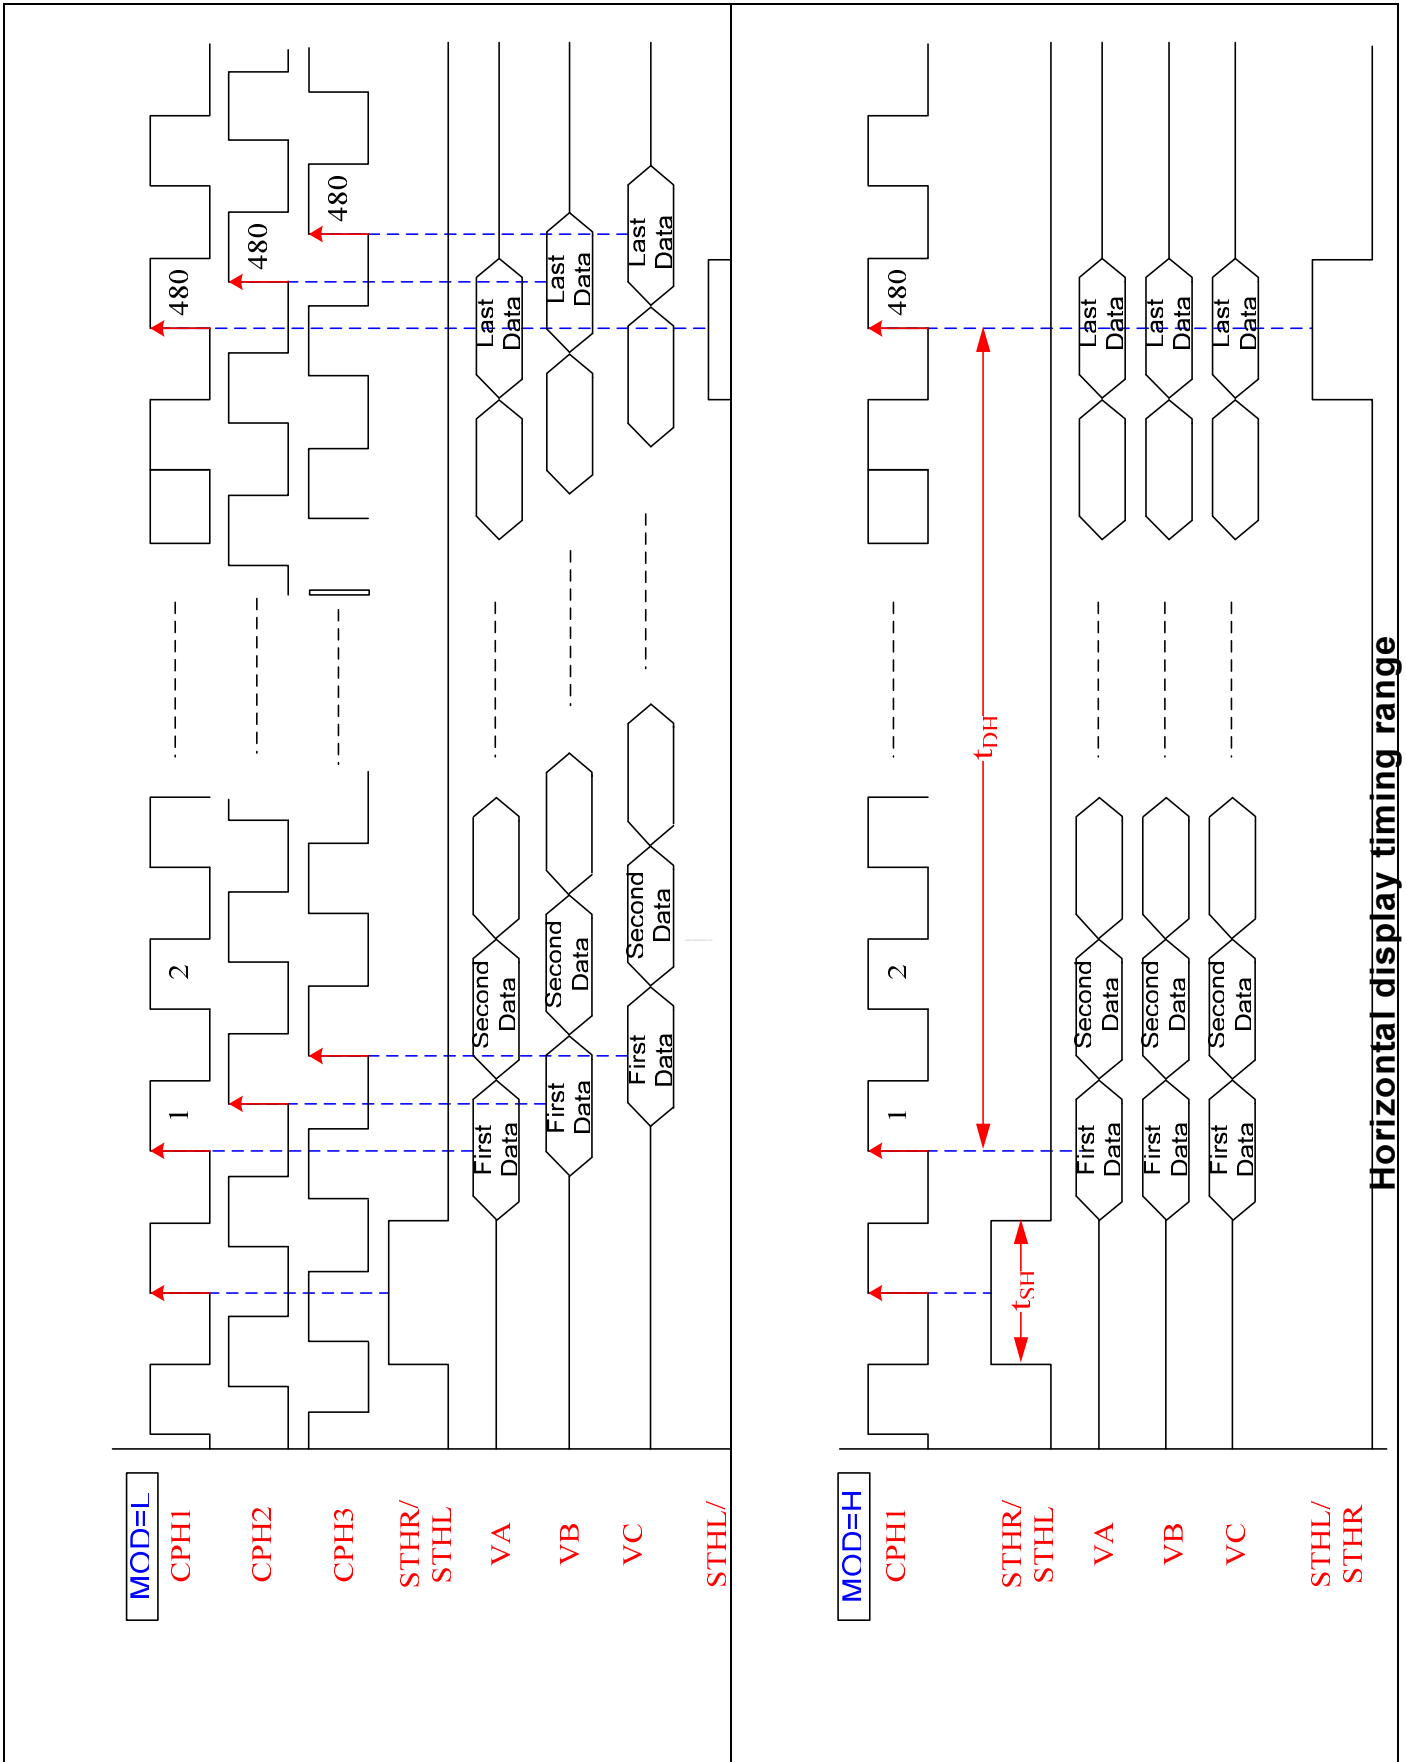 MOD=L
CPH1
1
2
480
CPH2
480
CPH3
480
STHR/
STHL
VA
First
Data
Second
Data
Last
Data
VB
First
Data
Second
Data
Last
Data
VC
First
Data
Second
Data
Last
Data
STHL/
MOD=H
CPH1
1
2
480
tDH
STHR/
STHL
tSH
VA
First
Data
Second
Data
Last
Data
VB
First
Data
Second
Data
Last
Data
VC
First
Data
Second
Data
Last
Data
STHL/
STHR
Horizontal display timing range